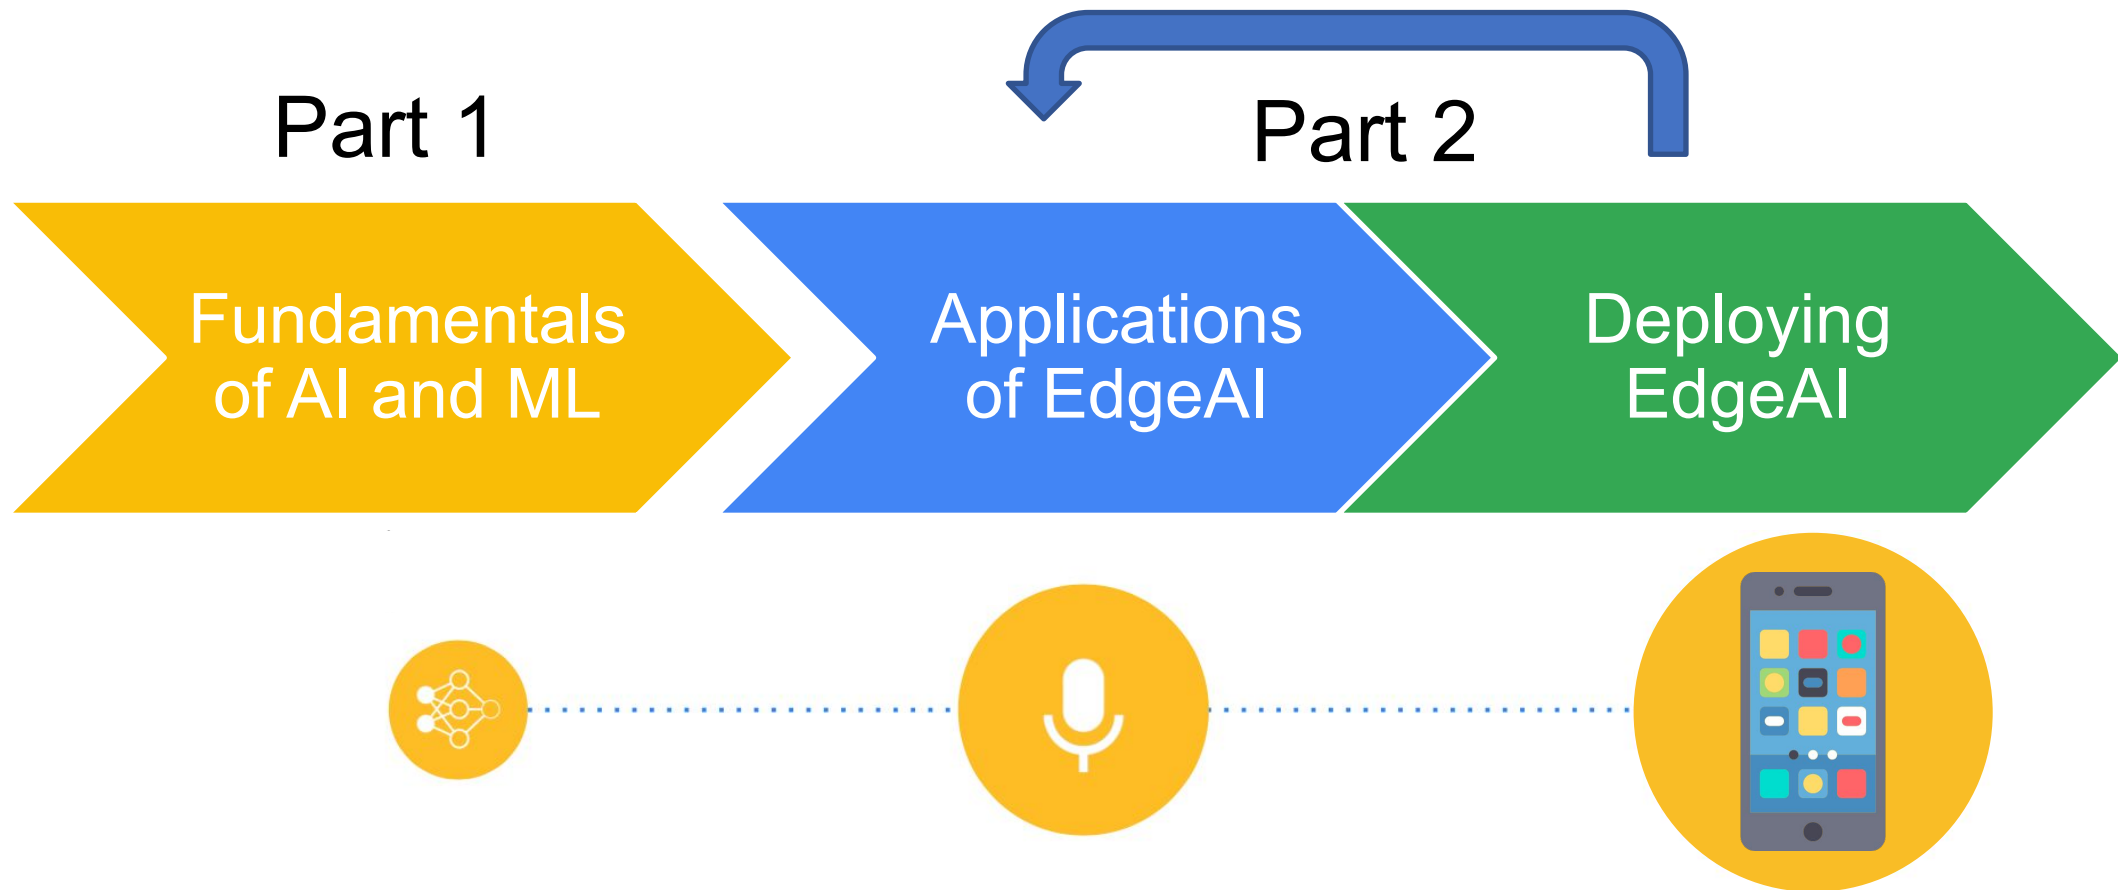 Part 1
Part 2
Fundamentals
of AI and ML
Applications
of EdgeAI
Deploying
EdgeAI